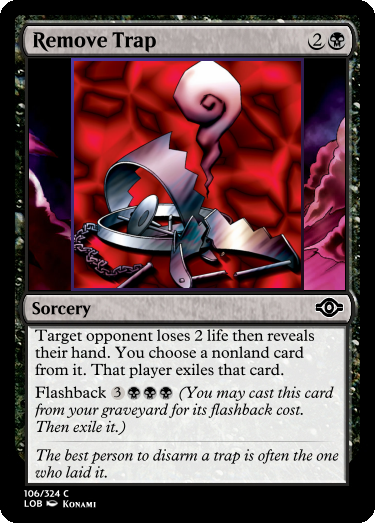 Remove Trap 2
Sorcery
Target opponent loses 2 life then reveals
their hand. You choose a nonland card
from it. That player exiles that card.
Flashback 3 (You may cast this card
from your graveyard for its flashback cost.
Then exile it.)
The best person to disarm a trap is often the one
who laid it.
106/324 C
LOB KONAMI